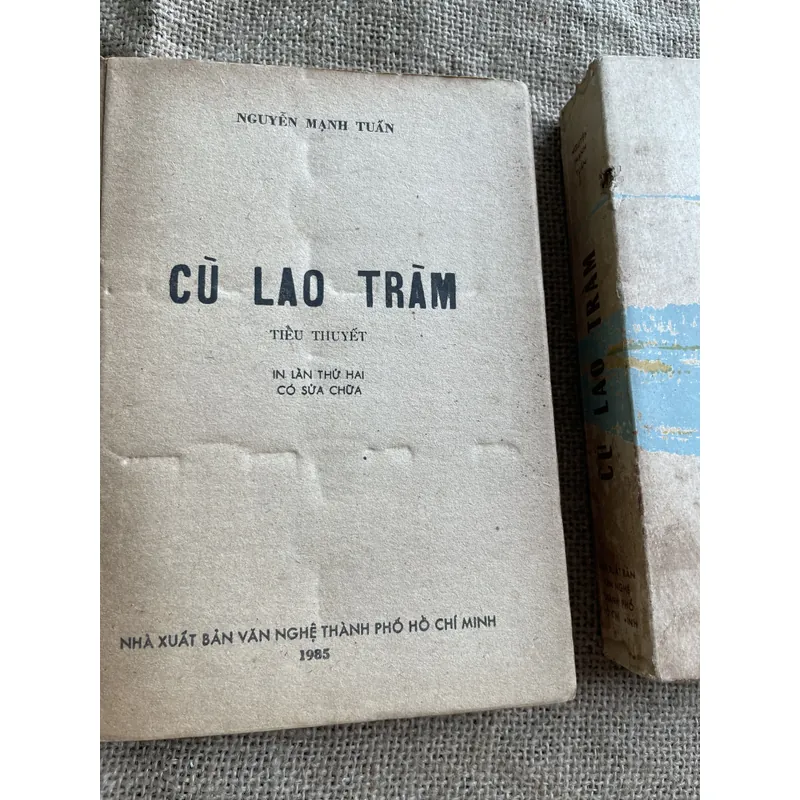 NGUYỄN MẠNH TUẤN
CÙ LAO TRÀM
TIỂU THUYẾT
IN LẦN THỨ HAI
CÓ SỬA CHỮA
NHÀ XUẤT BẢN VĂN NGHỆ THÀNH PHỐ HỒ CHÍ MINH
1985
CÙ LAO TRÀM